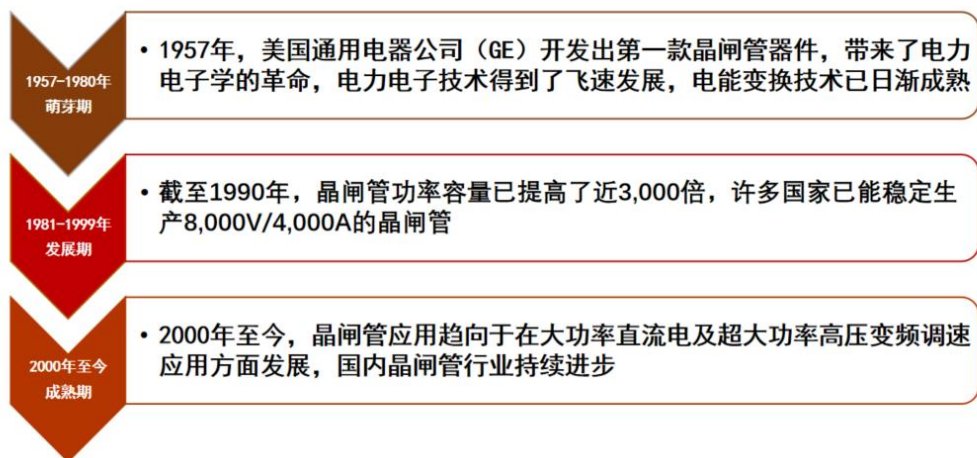 1957-1980年
萌芽期
• 1957年，美国通用电器公司（GE）开发出第一款晶闸管器件，带来了电力
电子学的革命，电力电子技术得到了飞速发展，电能变换技术已日渐成熟
1981-1999年
发展期
• 截至1990年，晶闸管功率容量已提高了近3,000倍，许多国家已能稳定生
产8,000V/4,000A的晶闸管
2000年至今
成熟期
• 2000年至今，晶闸管应用趋向于在大功率直流电及超大功率高压变频调速
应用方面发展，国内晶闸管行业持续进步